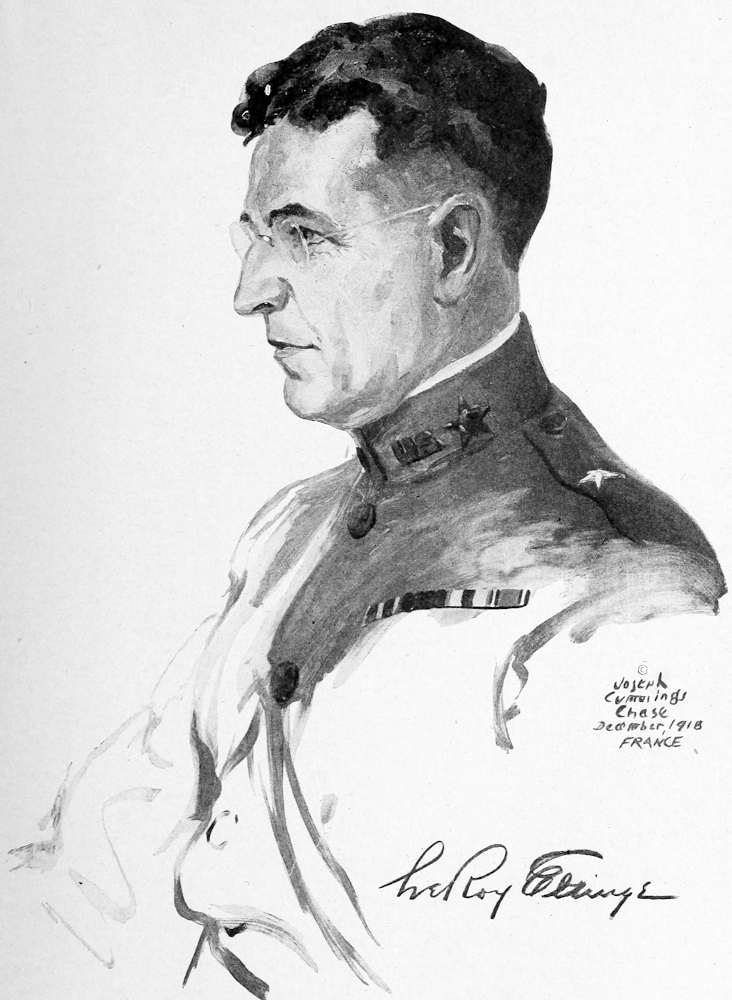 U.S.
©
Joseph
Cummings
Chase
December, 1918
FRANCE
LeRoy Eltinge